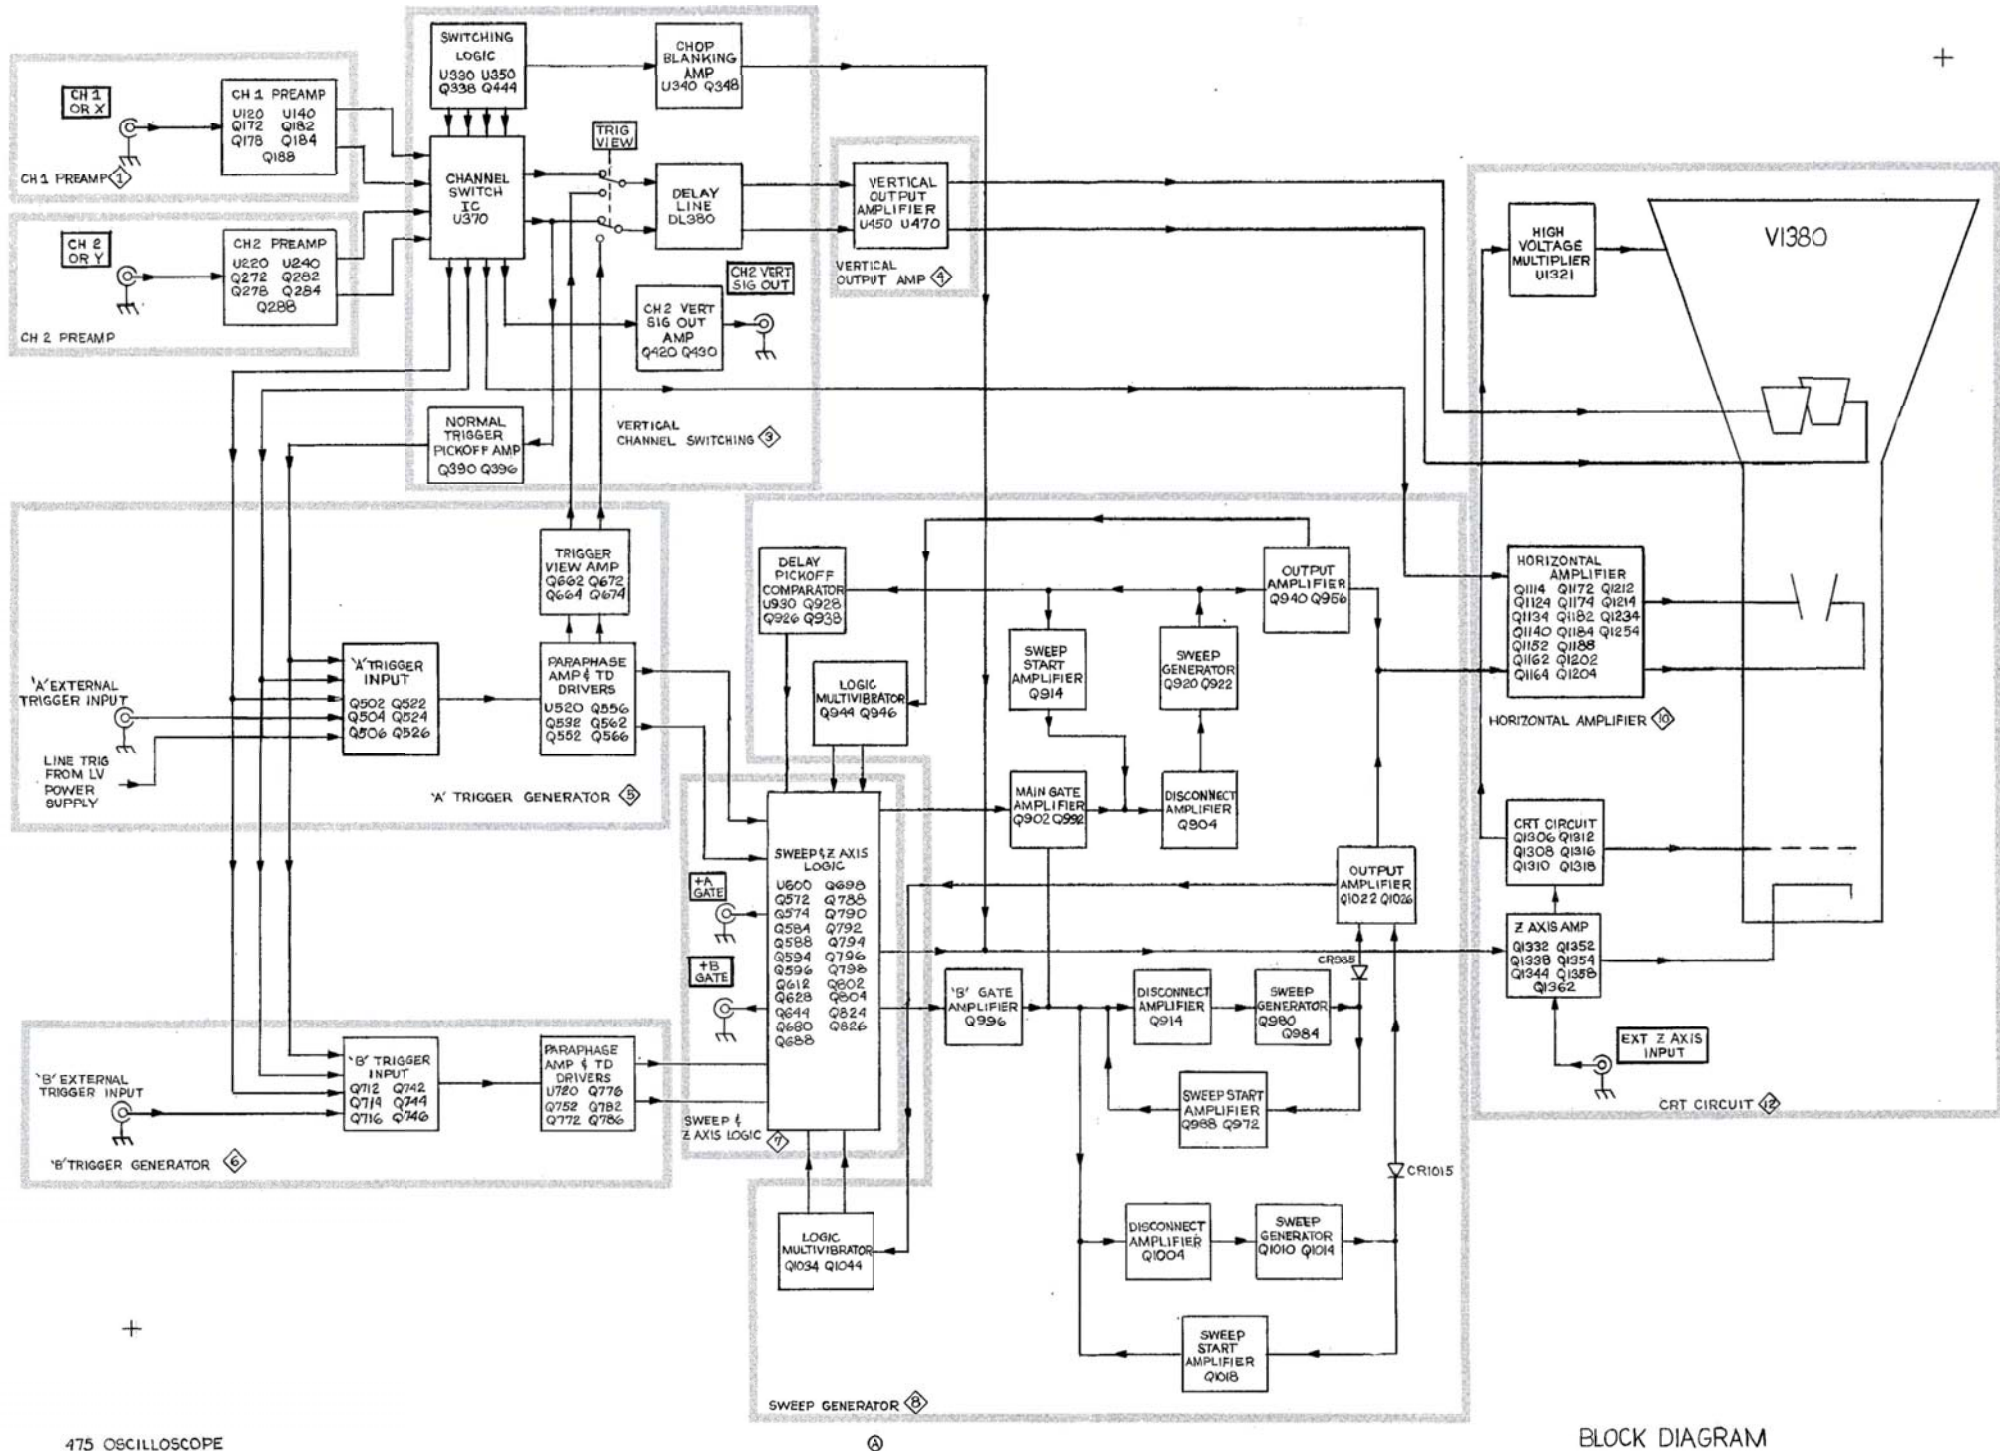 SWITCHING
LOGIC
U330 U350
Q338 Q444
CHOP
BLANKING
AMP
U340 Q348
CH 1
OR X
CH 1 PREAMP
U120 U140
Q172 Q182
Q178 Q184
Q188
CH 1 PREAMP 1
CHANNEL
SWITCH
IC
U370
TRIG
VIEW
DELAY
LINE
DL380
VERTICAL
OUTPUT
AMPLIFIER
U450 U470
VERTICAL
OUTPUT AMP 4
CH 2
OR Y
CH2 PREAMP
U220 U240
Q272 Q282
Q278 Q284
Q288
CH 2 PREAMP
CH2 VERT
SIG OUT
CH2 VERT
SIG OUT
AMP
Q420 Q430
NORMAL
TRIGGER
PICKOFF AMP
Q390 Q396
VERTICAL
CHANNEL SWITCHING 3
HIGH
VOLTAGE
MULTIPLIER
U1321
V1380
TRIGGER
VIEW AMP
Q662 Q672
Q664 Q674
'A' EXTERNAL
TRIGGER INPUT
LINE TRIG
FROM LV
POWER
SUPPLY
'A' TRIGGER
INPUT
Q502 Q522
Q504 Q524
Q506 Q526
PARAPHASE
AMP & TD
DRIVERS
U520 Q556
Q532 Q562
Q552 Q566
'A' TRIGGER GENERATOR 5
DELAY
PICKOFF
COMPARATOR
U930 Q928
Q926 Q938
LOGIC
MULTIVIBRATOR
Q944 Q946
SWEEP
START
AMPLIFIER
Q914
SWEEP
GENERATOR
Q920 Q922
OUTPUT
AMPLIFIER
Q940 Q956
MAIN GATE
AMPLIFIER
Q902 Q992
DISCONNECT
AMPLIFIER
Q904
HORIZONTAL
AMPLIFIER
Q1114 Q1172 Q1212
Q1124 Q1174 Q1214
Q1134 Q1182 Q1234
Q1140 Q1184 Q1254
Q1152 Q1188
Q1162 Q1202
Q1164 Q1204
HORIZONTAL AMPLIFIER 10
SWEEP & Z AXIS
LOGIC
U600 Q698
Q572 Q788
Q574 Q790
Q584 Q792
Q588 Q794
Q594 Q796
Q596 Q798
Q612 Q802
Q628 Q804
Q644 Q824
Q680 Q826
Q688
+A
GATE
+B
GATE
SWEEP &
Z AXIS LOGIC 7
OUTPUT
AMPLIFIER
Q1022 Q1026
CRT CIRCUIT
Q1306 Q1312
Q1308 Q1316
Q1310 Q1318
Z AXIS AMP
Q1332 Q1352
Q1338 Q1354
Q1344 Q1358
Q1362
EXT Z AXIS
INPUT
CRT CIRCUIT 12
'B' GATE
AMPLIFIER
Q996
DISCONNECT
AMPLIFIER
Q914
SWEEP
GENERATOR
Q980
Q984
SWEEP START
AMPLIFIER
Q988 Q972
CR1015
'B' EXTERNAL
TRIGGER INPUT
'B' TRIGGER
INPUT
Q712 Q742
Q714 Q744
Q716 Q746
PARAPHASE
AMP & TD
DRIVERS
U720 Q776
Q752 Q782
Q772 Q786
'B' TRIGGER GENERATOR 6
LOGIC
MULTIVIBRATOR
Q1034 Q1044
DISCONNECT
AMPLIFIER
Q1004
SWEEP
GENERATOR
Q1010 Q1014
SWEEP
START
AMPLIFIER
Q1018
SWEEP GENERATOR 8
475 OSCILLOSCOPE
A
BLOCK DIAGRAM